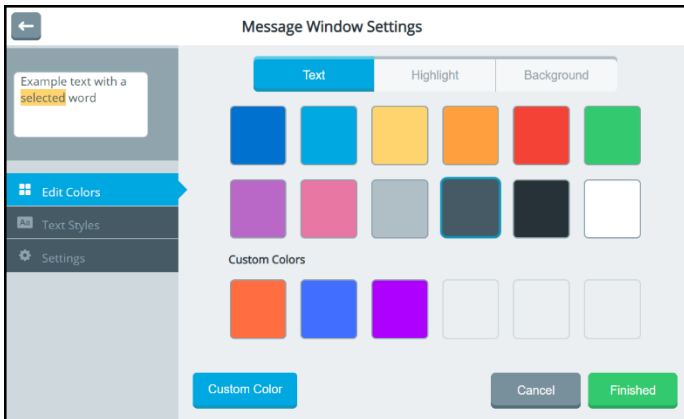 Message Window Settings
Example text with a
selected word
Text
Highlight
Background
Edit Colors
Aa
Text Styles
Settings
Custom Colors
Custom Color
Cancel
Finished